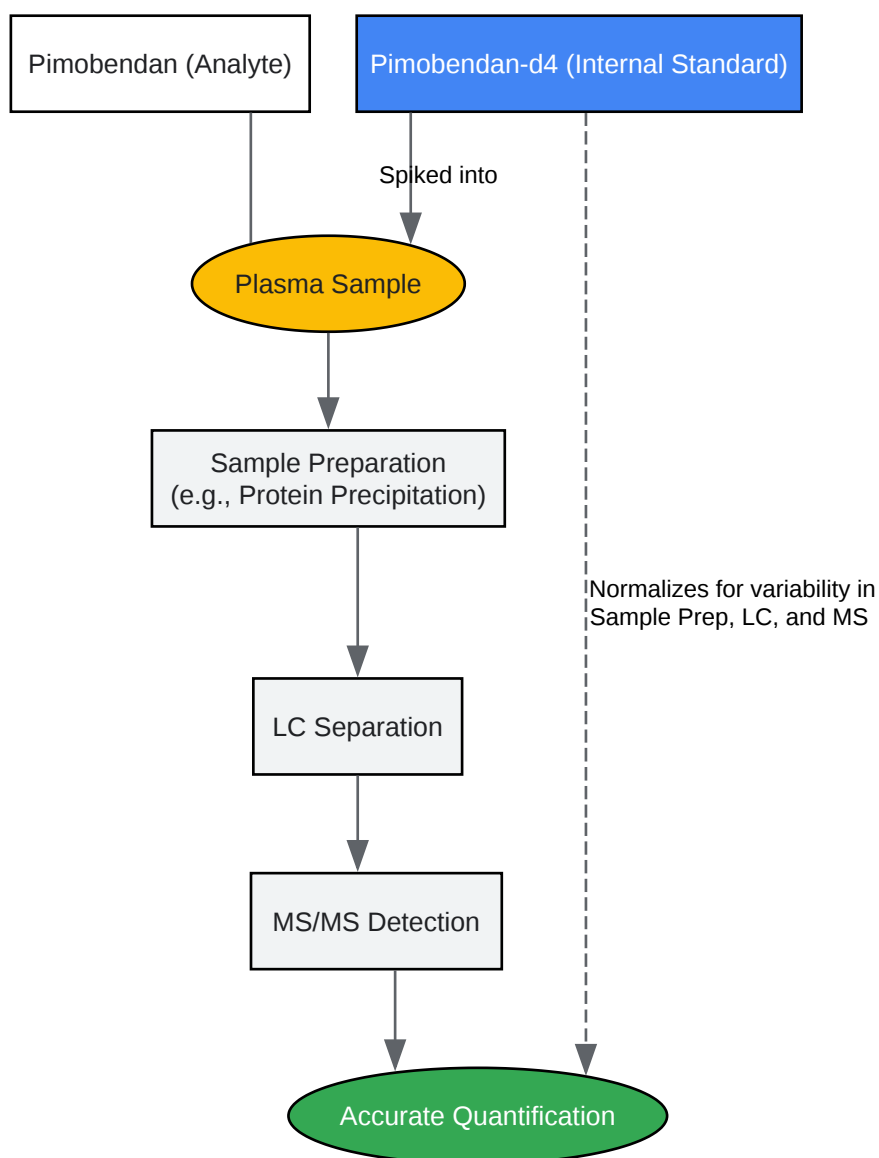 Pimobendan (Analyte)
Pimobendan-d4 (Internal Standard)
Spiked into
Plasma Sample
Sample Preparation
(e.g., Protein Precipitation)
Normalizes for variability in
Sample Prep, LC, and MS
LC Separation
MS/MS Detection
Accurate Quantification